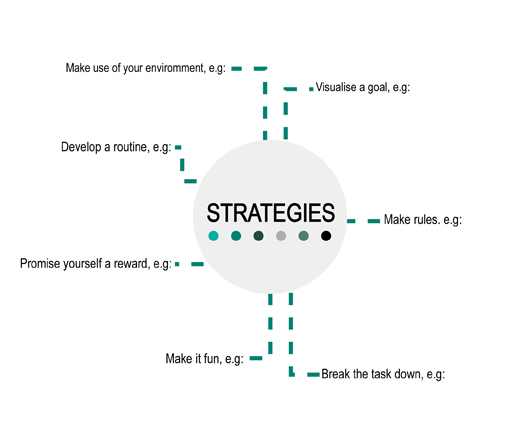 Make use of your enviromment, e.g:
Visualise a goal, e.g:
Develop a routine, e.g:
STRATEGIES
Make rules. e.g:
Promise yourself a reward, e.g:
Make it fun, e.g:
Break the task down, e.g: